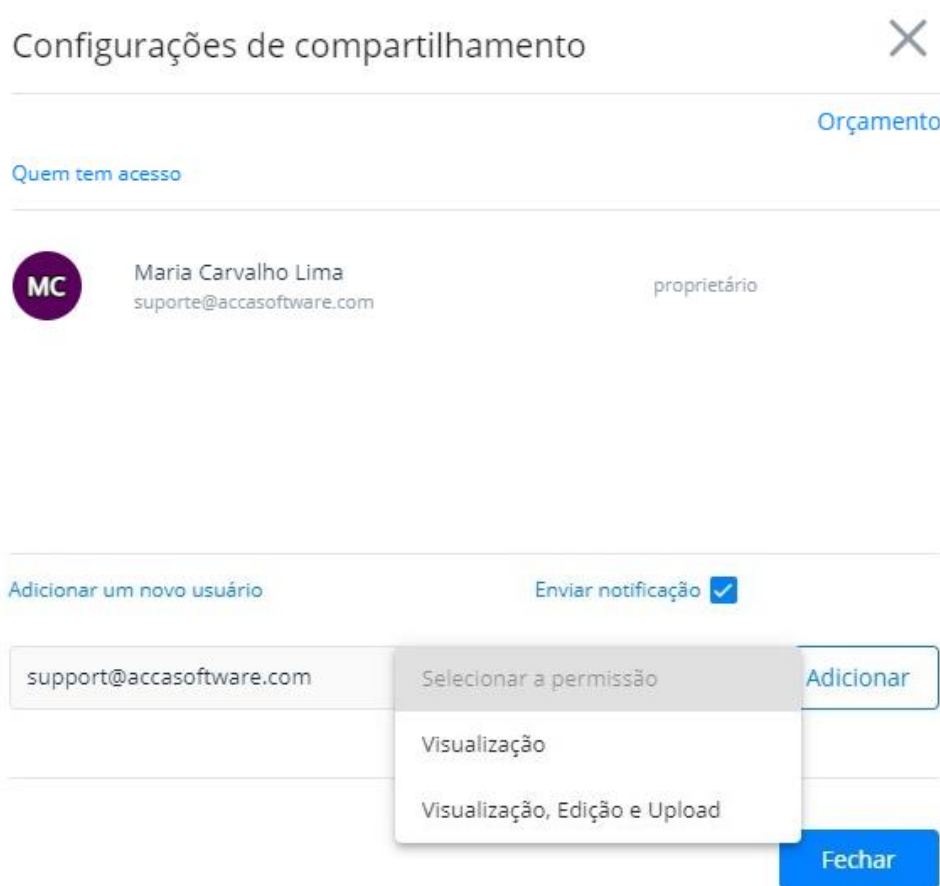 Configurações de compartilhamento
Orçamento
Quem tem acesso
MC
Maria Carvalho Lima
suporte@accasoftware.com
proprietário
Adicionar um novo usuário
Enviar notificação
support@accasoftware.com
Selecionar a permissão
Adicionar
Visualização
Visualização, Edição e Upload
Fechar